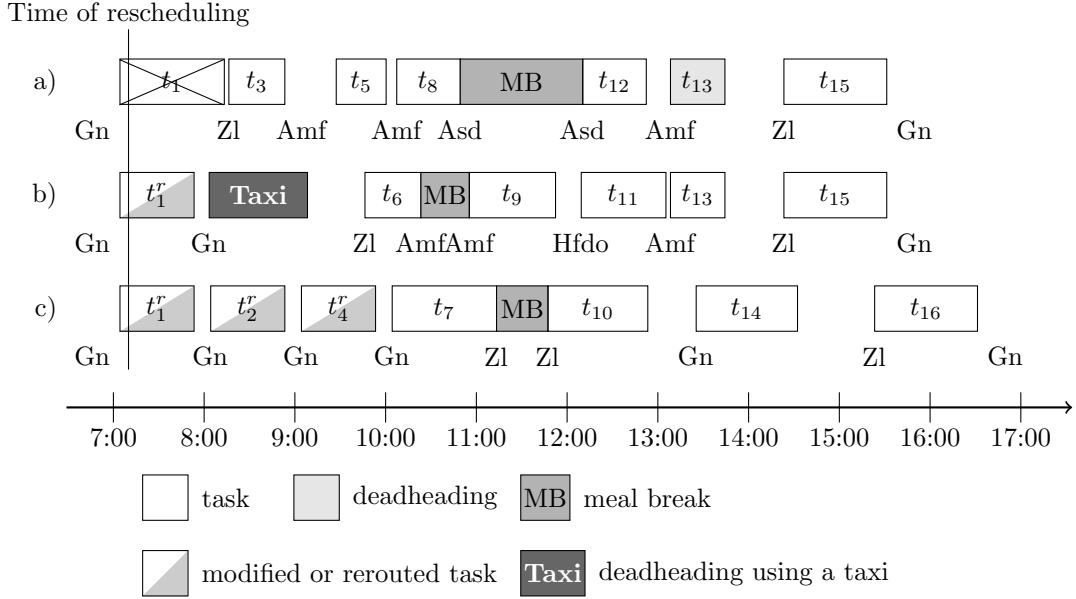 Time of rescheduling
a) t₁ t₃ t₅ t₈ MB t₁₂ t₁₃ t₁₅
Gn Zl Amf Amf Asd Asd Amf Zl Gn
b) t₁ʳ Taxi t₆ MB t₉ t₁₁ t₁₃ t₁₅
Gn Gn Zl Amf Amf Hfdo Amf Zl Gn
c) t₁ʳ t₂ʳ t₄ʳ t₇ MB t₁₀ t₁₄ t₁₆
Gn Gn Gn Gn Zl Zl Gn Zl Gn
7:00 8:00 9:00 10:00 11:00 12:00 13:00 14:00 15:00 16:00 17:00
task deadheading MB meal break
modified or rerouted task Taxi deadheading using a taxi